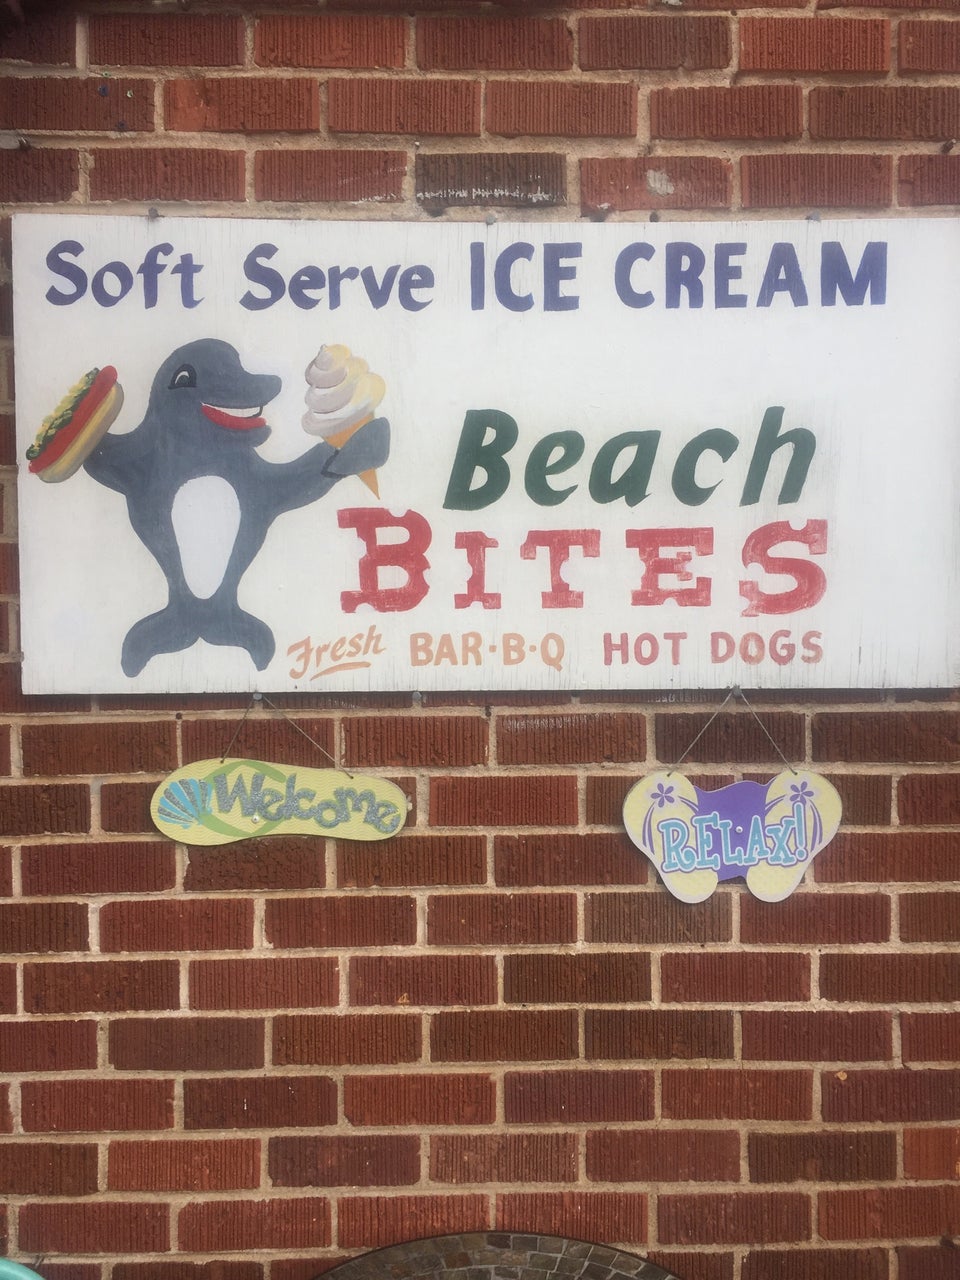 Soft Serve ICE CREAM
Beach
BITES
Fresh BAR·B·Q HOT DOGS
Welcome
RELAX!